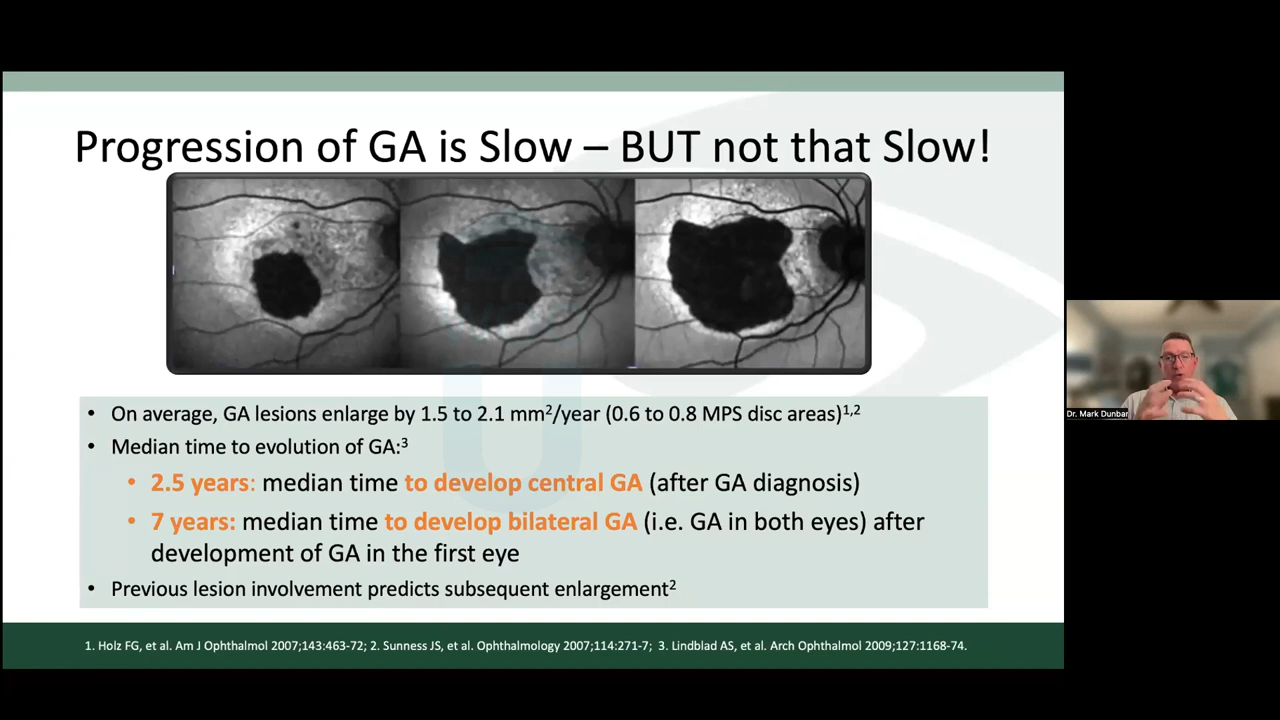 Progression of GA is Slow – BUT not that Slow!
• On average, GA lesions enlarge by 1.5 to 2.1 mm²/year (0.6 to 0.8 MPS disc areas)¹,²
• Median time to evolution of GA:³
• 2.5 years: median time to develop central GA (after GA diagnosis)
• 7 years: median time to develop bilateral GA (i.e. GA in both eyes) after
development of GA in the first eye
• Previous lesion involvement predicts subsequent enlargement²
1. Holz FG, et al. Am J Ophthalmol 2007;143:463-72; 2. Sunness JS, et al. Ophthalmology 2007;114:271-7; 3. Lindblad AS, et al. Arch Ophthalmol 2009;127:1168-74.
Dr. Mark Dunbar